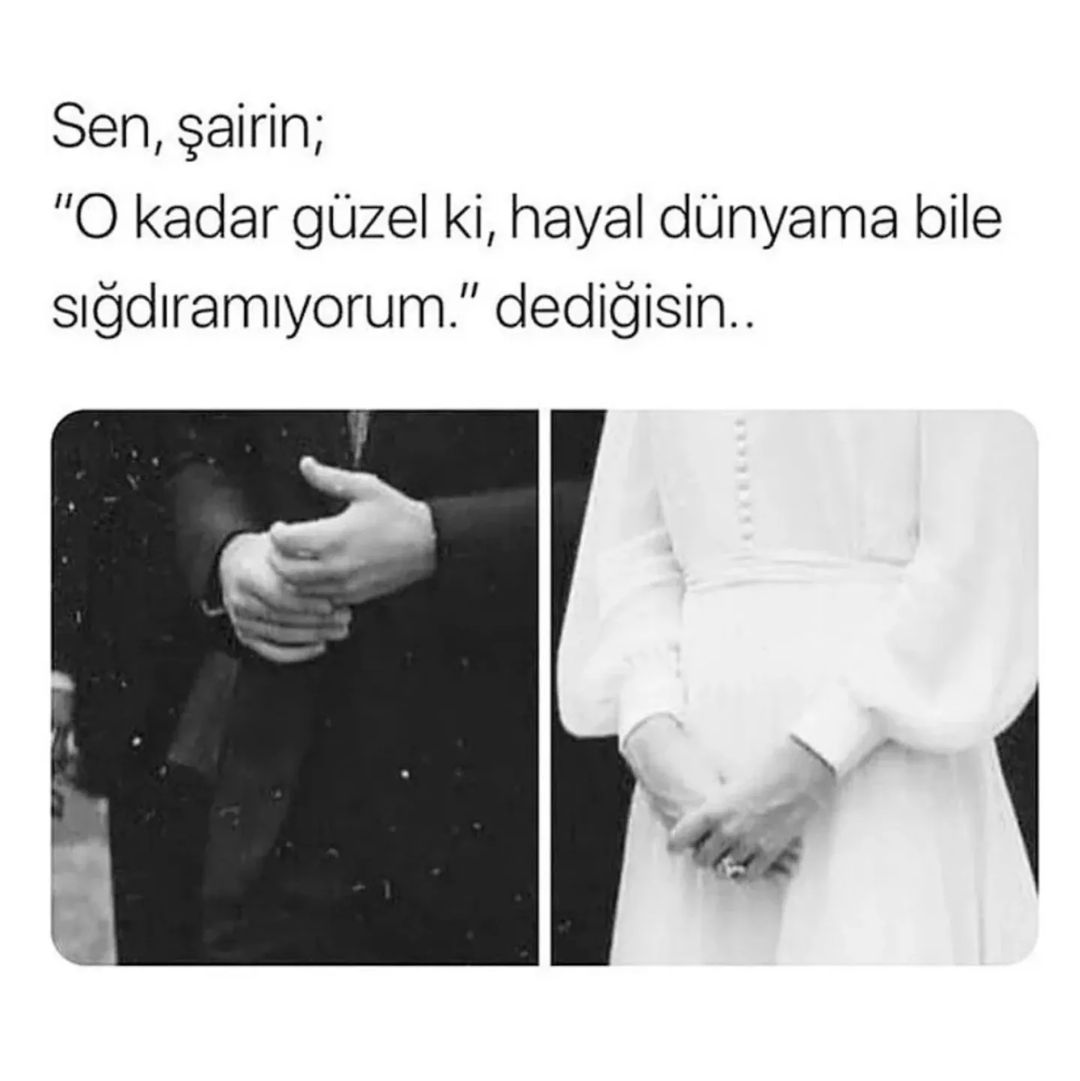 Sen, şairin;
"O kadar güzel ki, hayal dünyama bile
sığdıramıyorum." dediğisin..